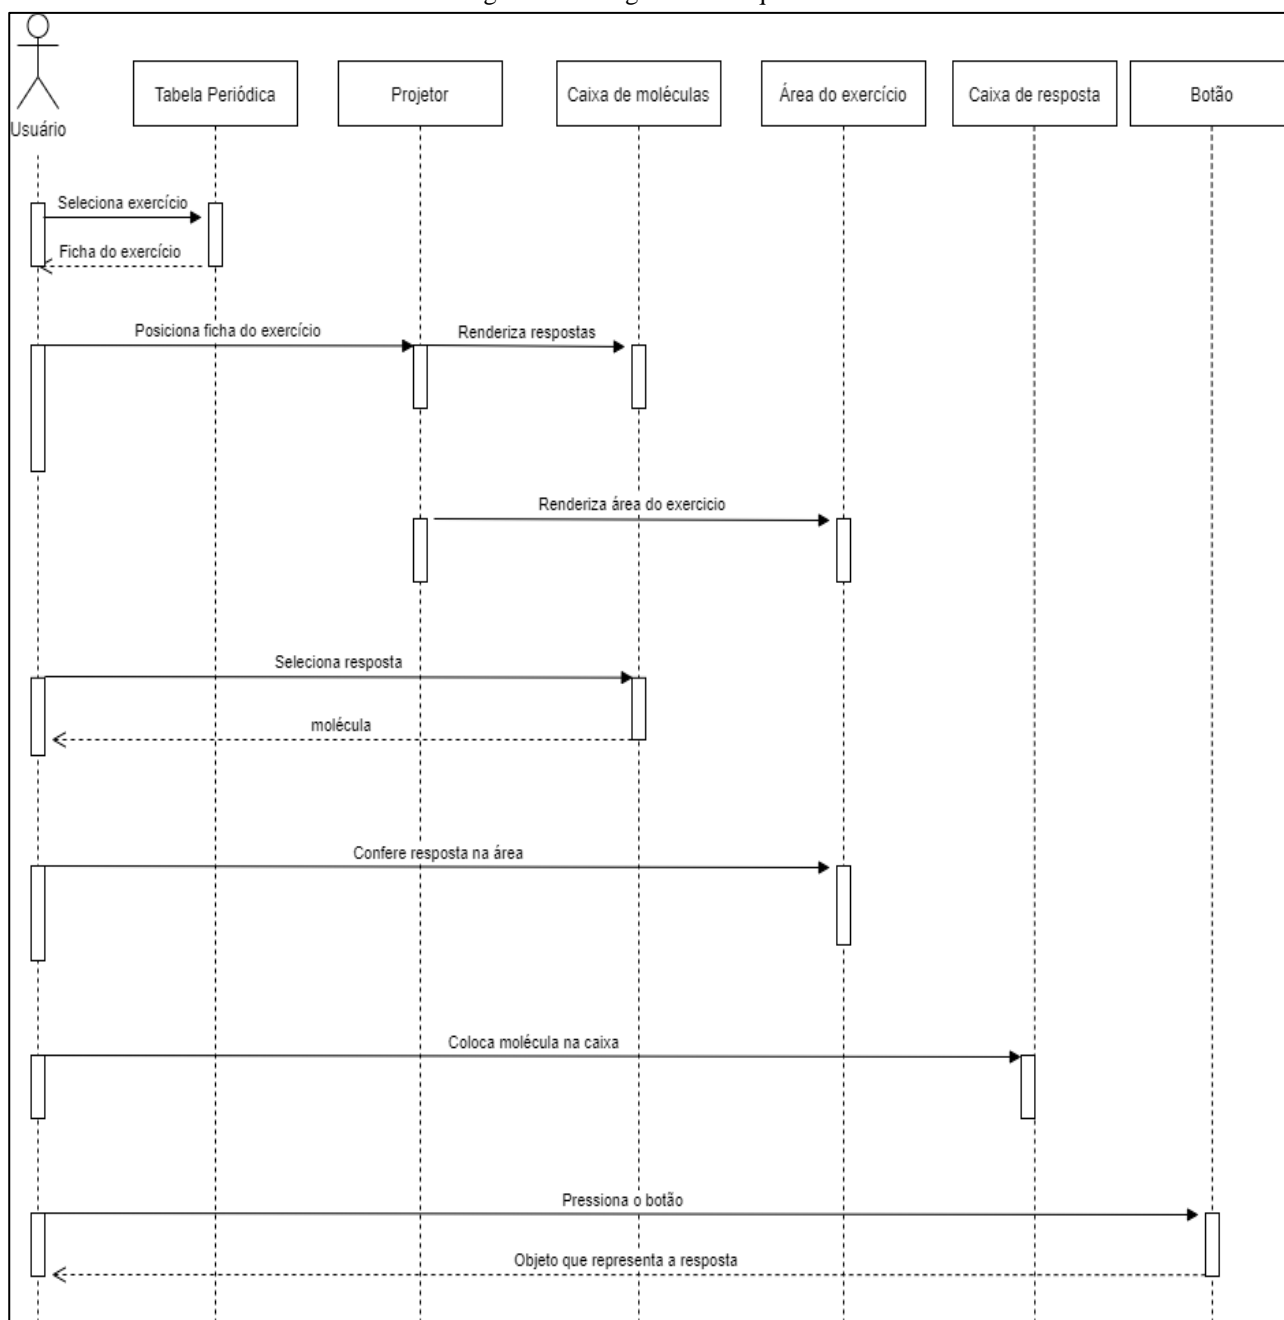 Usuário
Tabela Periódica
Projetor
Caixa de moléculas
Área do exercício
Caixa de resposta
Botão
Seleciona exercício
Ficha do exercício
Posiciona ficha do exercício
Renderiza respostas
Renderiza área do exercicio
Seleciona resposta
molécula
Confere resposta na área
Coloca molécula na caixa
Pressiona o botão
Objeto que representa a resposta